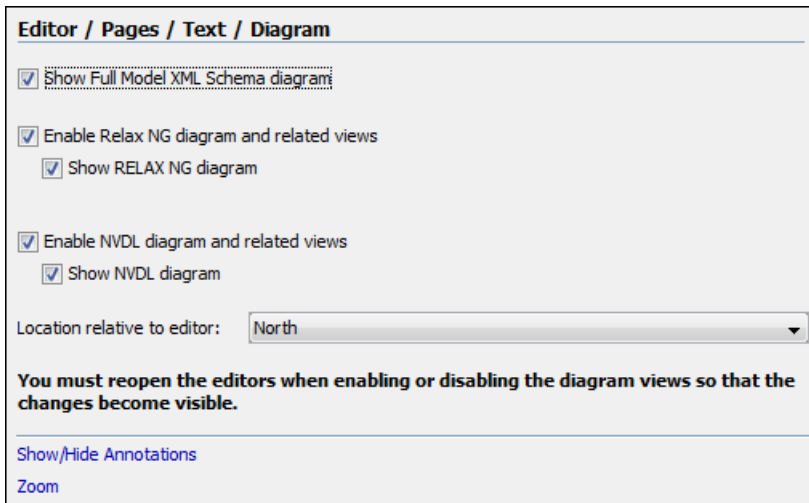 Editor / Pages / Text / Diagram
Show Full Model XML Schema diagram
Enable Relax NG diagram and related views
Show RELAX NG diagram
Enable NVDL diagram and related views
Show NVDL diagram
Location relative to editor: North
You must reopen the editors when enabling or disabling the diagram views so that the
changes become visible.
Show/Hide Annotations
Zoom